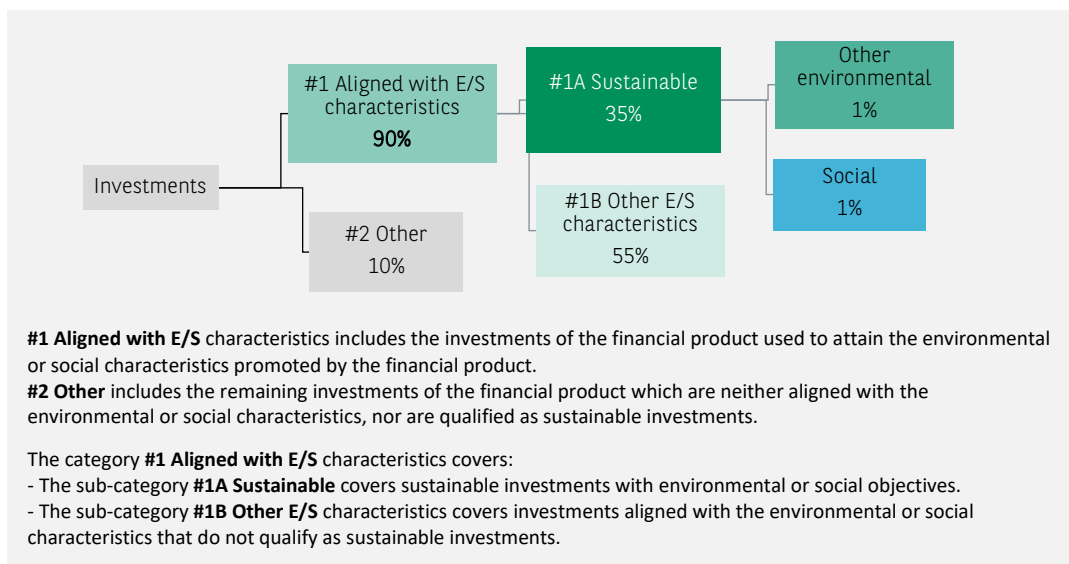 #1 Aligned with E/S
characteristics
90%
#1A Sustainable
35%
Other
environmental
1%
Investments
#2 Other
10%
#1B Other E/S
characteristics
55%
Social
1%
#1 Aligned with E/S characteristics includes the investments of the financial product used to attain the environmental
or social characteristics promoted by the financial product.
#2 Other includes the remaining investments of the financial product which are neither aligned with the
environmental or social characteristics, nor are qualified as sustainable investments.
The category #1 Aligned with E/S characteristics covers:
- The sub-category #1A Sustainable covers sustainable investments with environmental or social objectives.
- The sub-category #1B Other E/S characteristics covers investments aligned with the environmental or social
characteristics that do not qualify as sustainable investments.